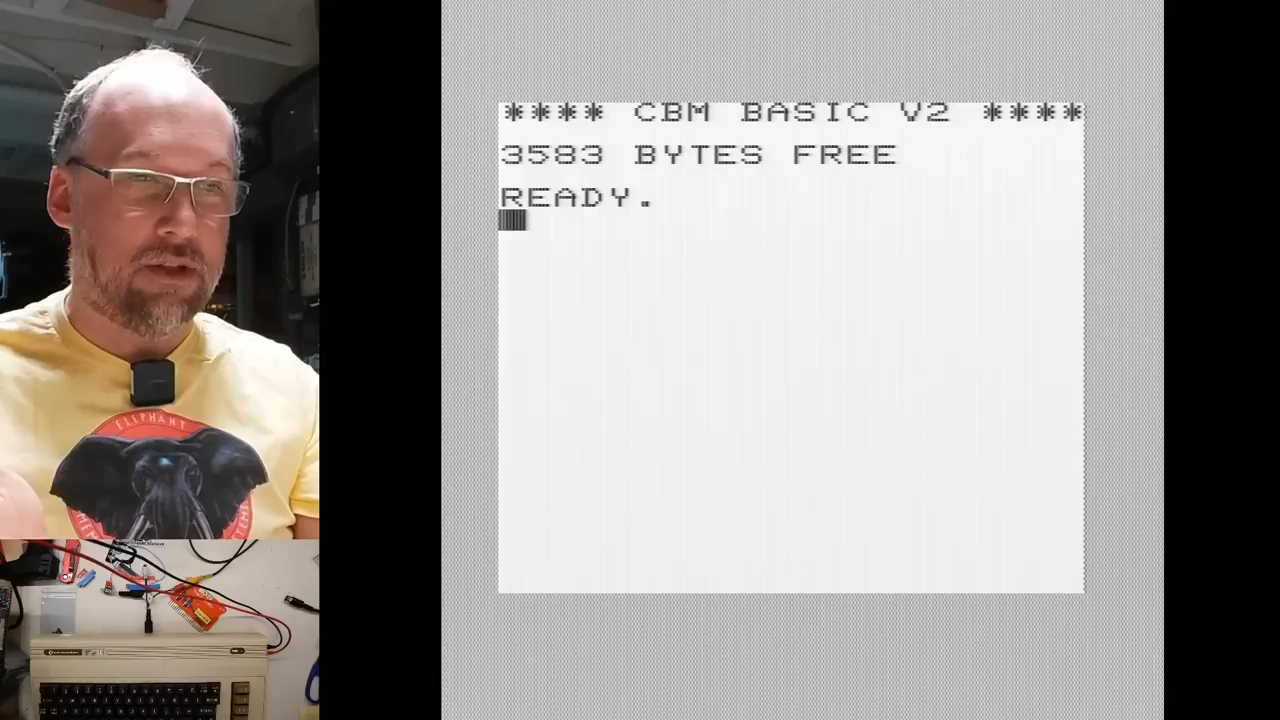 **** CBM BASIC V2 ****
3583 BYTES FREE
READY.
ELEPHANT